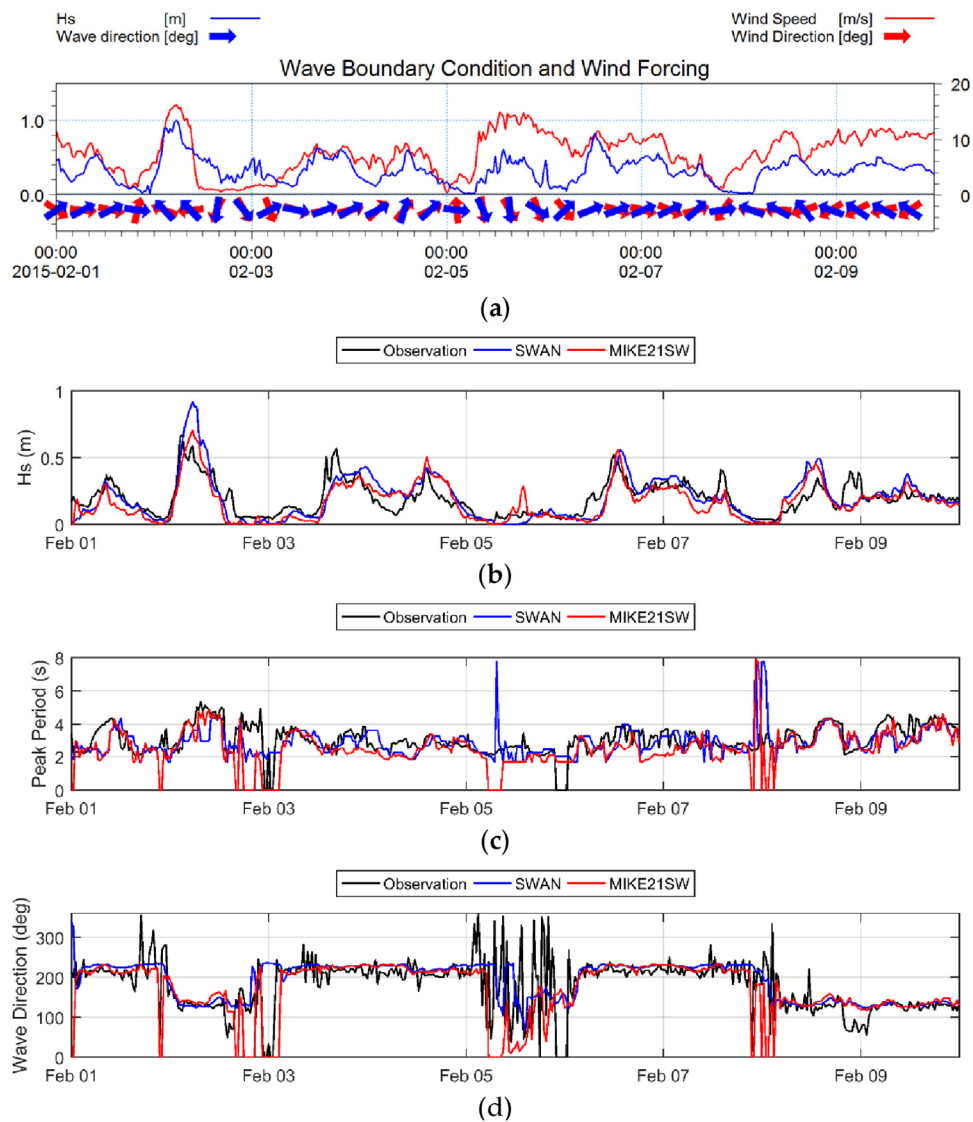 Hs [m] Wind Speed [m/s]
Wave direction [deg] Wind Direction [deg]
Wave Boundary Condition and Wind Forcing
20
1.0 10
0.0 0
00:00 00:00 00:00 00:00 00:00
2015-02-01 02-03 02-05 02-07 02-09
(a)
Observation SWAN MIKE21SW
1
Hs (m)
0.5
0
Feb 01 Feb 03 Feb 05 Feb 07 Feb 09
(b)
Observation SWAN MIKE21SW
8
6
Peak Period (s)
4
2
0
Feb 01 Feb 03 Feb 05 Feb 07 Feb 09
(c)
Observation SWAN MIKE21SW
Wave Direction (deg)
300
200
100
0
Feb 01 Feb 03 Feb 05 Feb 07 Feb 09
(d)